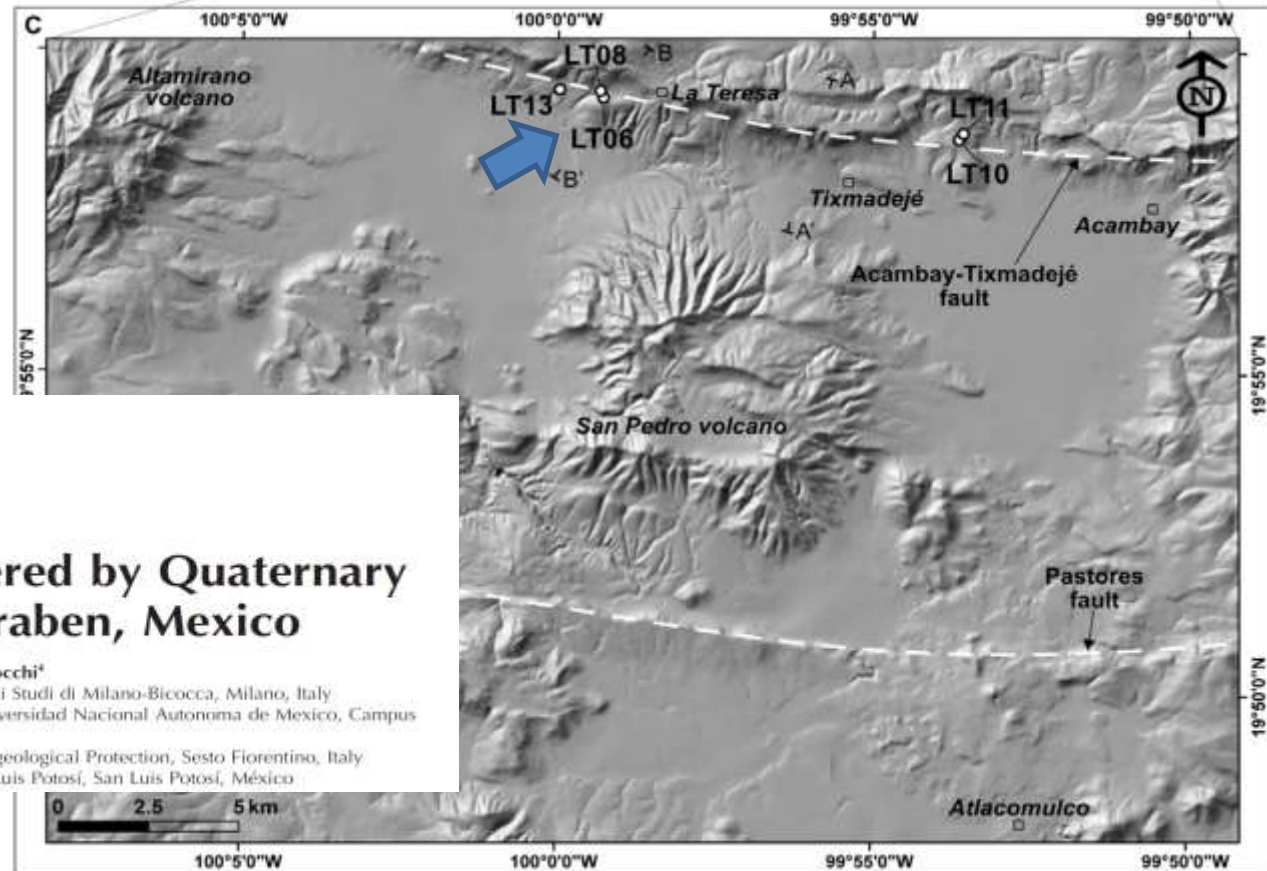 C
100°5'0"W
100°0'0"W
99°55'0"W
99°50'0"W
Altamirano
volcano
LT08
B
A
N
LT13
La Teresa
LT11
LT06
LT10
B'
Tixmadejé
A'
Acambay
Acambay-Tixmadejé
fault
19°55'0"N
San Pedro volcano
Quaternary
ered by Quaternary
raben, Mexico
Pastores
fault
i Studi di Milano-Bicocca, Milano, Italy
versidad Nacional Autonoma de Mexico, Campus
geological Protection, Sesto Fiorentino, Italy
uis Potosí, San Luis Potosí, México
19°50'0"N
0 2.5 5 km
Atlacomulco
100°5'0"W
100°0'0"W
99°55'0"W
99°50'0"W